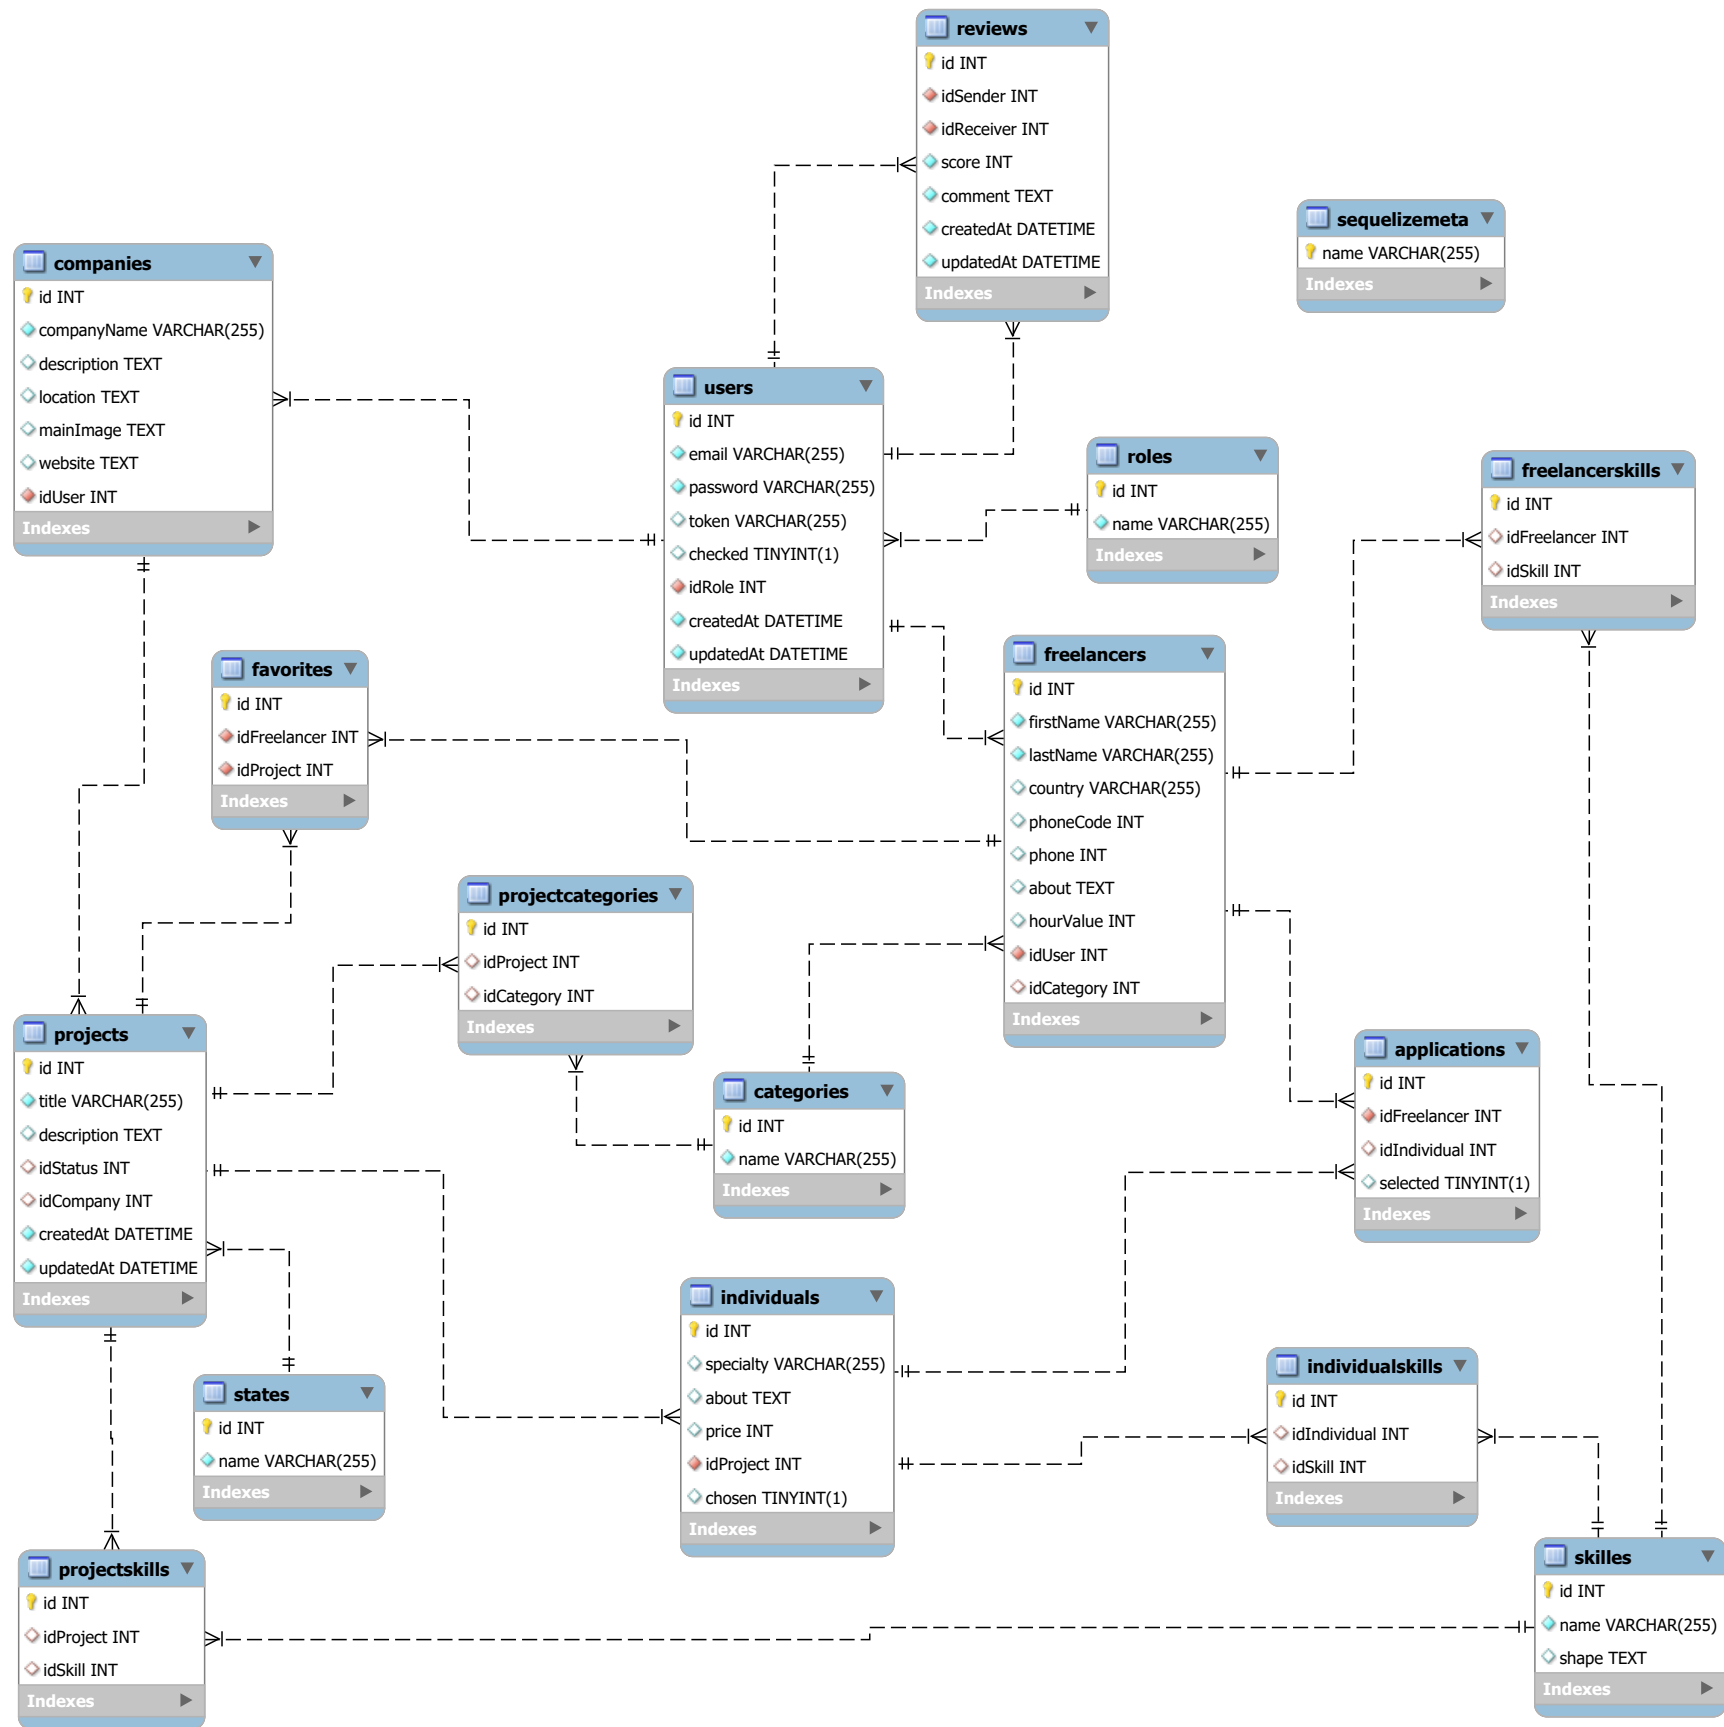 reviews
id INT
idSender INT
idReceiver INT
score INT
comment TEXT
createdAt DATETIME
updatedAt DATETIME
Indexes
sequelizemeta
name VARCHAR(255)
Indexes
companies
id INT
companyName VARCHAR(255)
description TEXT
location TEXT
mainImage TEXT
website TEXT
idUser INT
Indexes
users
id INT
email VARCHAR(255)
password VARCHAR(255)
token VARCHAR(255)
checked TINYINT(1)
idRole INT
createdAt DATETIME
updatedAt DATETIME
Indexes
roles
id INT
name VARCHAR(255)
Indexes
freelancerskills
id INT
idFreelancer INT
idSkill INT
Indexes
favorites
id INT
idFreelancer INT
idProject INT
Indexes
freelancers
id INT
firstName VARCHAR(255)
lastName VARCHAR(255)
country VARCHAR(255)
phoneCode INT
phone INT
about TEXT
hourValue INT
idUser INT
idCategory INT
Indexes
projectcategories
id INT
idProject INT
idCategory INT
Indexes
projects
id INT
title VARCHAR(255)
description TEXT
idStatus INT
idCompany INT
createdAt DATETIME
updatedAt DATETIME
Indexes
categories
id INT
name VARCHAR(255)
Indexes
applications
id INT
idFreelancer INT
idIndividual INT
selected TINYINT(1)
Indexes
individuals
id INT
specialty VARCHAR(255)
about TEXT
price INT
idProject INT
chosen TINYINT(1)
Indexes
states
id INT
name VARCHAR(255)
Indexes
individualskills
id INT
idIndividual INT
idSkill INT
Indexes
projectskills
id INT
idProject INT
idSkill INT
Indexes
skilles
id INT
name VARCHAR(255)
shape TEXT
Indexes